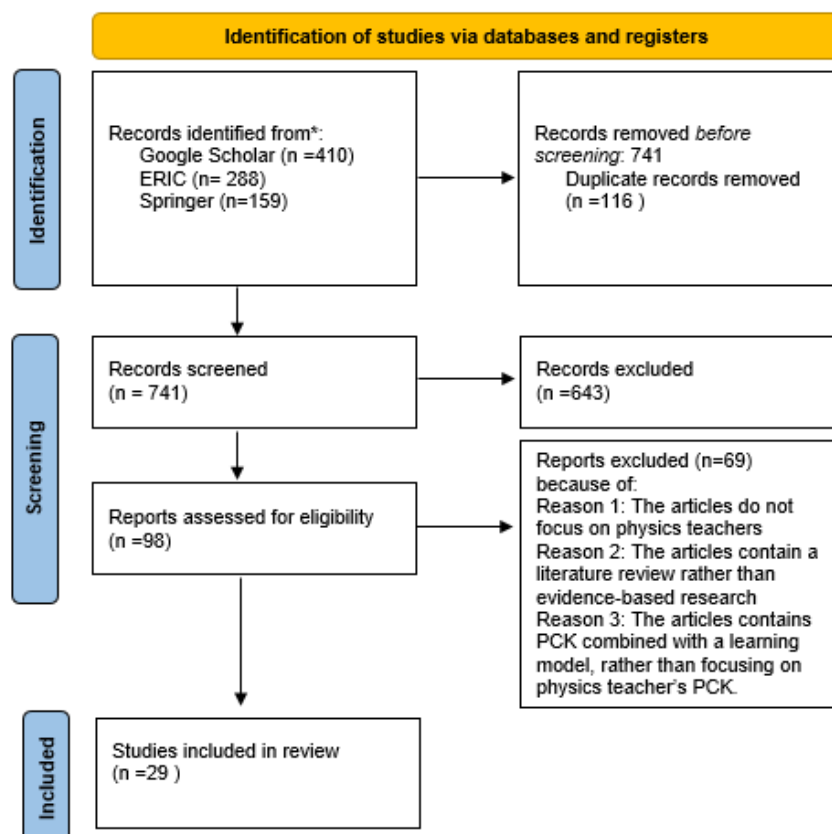 Identification of studies via databases and registers
Identification
Records identified from*:
Google Scholar (n =410)
ERIC (n= 288)
Springer (n=159)
Records removed before
screening: 741
Duplicate records removed
(n =116 )
Screening
Records screened
(n = 741)
Records excluded
(n =643)
Reports assessed for eligibility
(n =98)
Reports excluded (n=69)
because of:
Reason 1: The articles do not
focus on physics teachers
Reason 2: The articles contain a
literature review rather than
evidence-based research
Reason 3: The articles contains
PCK combined with a learning
model, rather than focusing on
physics teacher's PCK.
Included
Studies included in review
(n =29 )